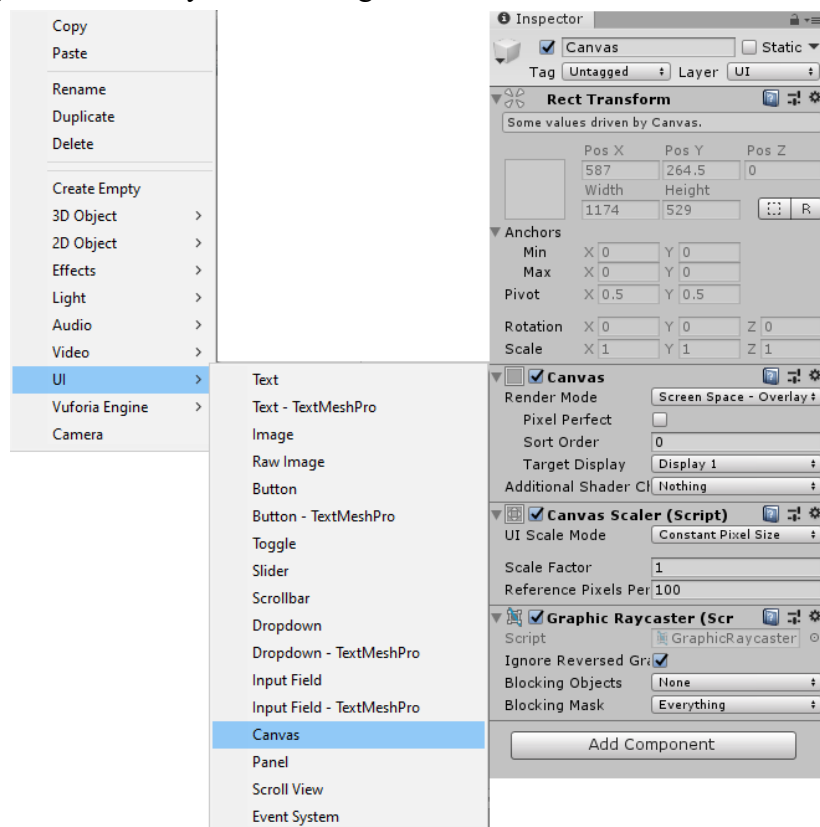 Copy
Paste
Rename
Duplicate
Delete
Create Empty
3D Object
2D Object
Effects
Light
Audio
Video
UI
Vuforia Engine
Camera
Text
Text - TextMeshPro
Image
Raw Image
Button
Button - TextMeshPro
Toggle
Slider
Scrollbar
Dropdown
Dropdown - TextMeshPro
Input Field
Input Field - TextMeshPro
Canvas
Panel
Scroll View
Event System
Inspector
Canvas Static
Tag Untagged Layer UI
Rect Transform
Some values driven by Canvas.
Pos X Pos Y Pos Z
587 264.5 0
Width Height
1174 529 R
Anchors
Min X 0 Y 0
Max X 0 Y 0
Pivot X 0.5 Y 0.5
Rotation X 0 Y 0 Z 0
Scale X 1 Y 1 Z 1
Canvas
Render Mode Screen Space - Overlay
Pixel Perfect
Sort Order 0
Target Display Display 1
Additional Shader Ch Nothing
Canvas Scaler (Script)
UI Scale Mode Constant Pixel Size
Scale Factor 1
Reference Pixels Per 100
Graphic Raycaster (Scr
Script GraphicRaycaster
Ignore Reversed Gra
Blocking Objects None
Blocking Mask Everything
Add Component